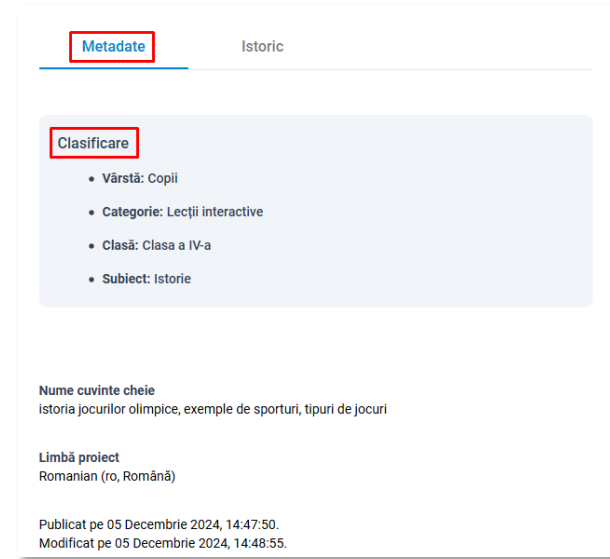 Metadate Istoric
Clasificare
• Vârstă: Copii
• Categorie: Lecții interactive
• Clasă: Clasa a IV-a
• Subiect: Istorie
Nume cuvinte cheie
istoria jocurilor olimpice, exemple de sporturi, tipuri de jocuri
Limbă proiect
Romanian (ro, Română)
Publicat pe 05 Decembrie 2024, 14:47:50.
Modificat pe 05 Decembrie 2024, 14:48:55.